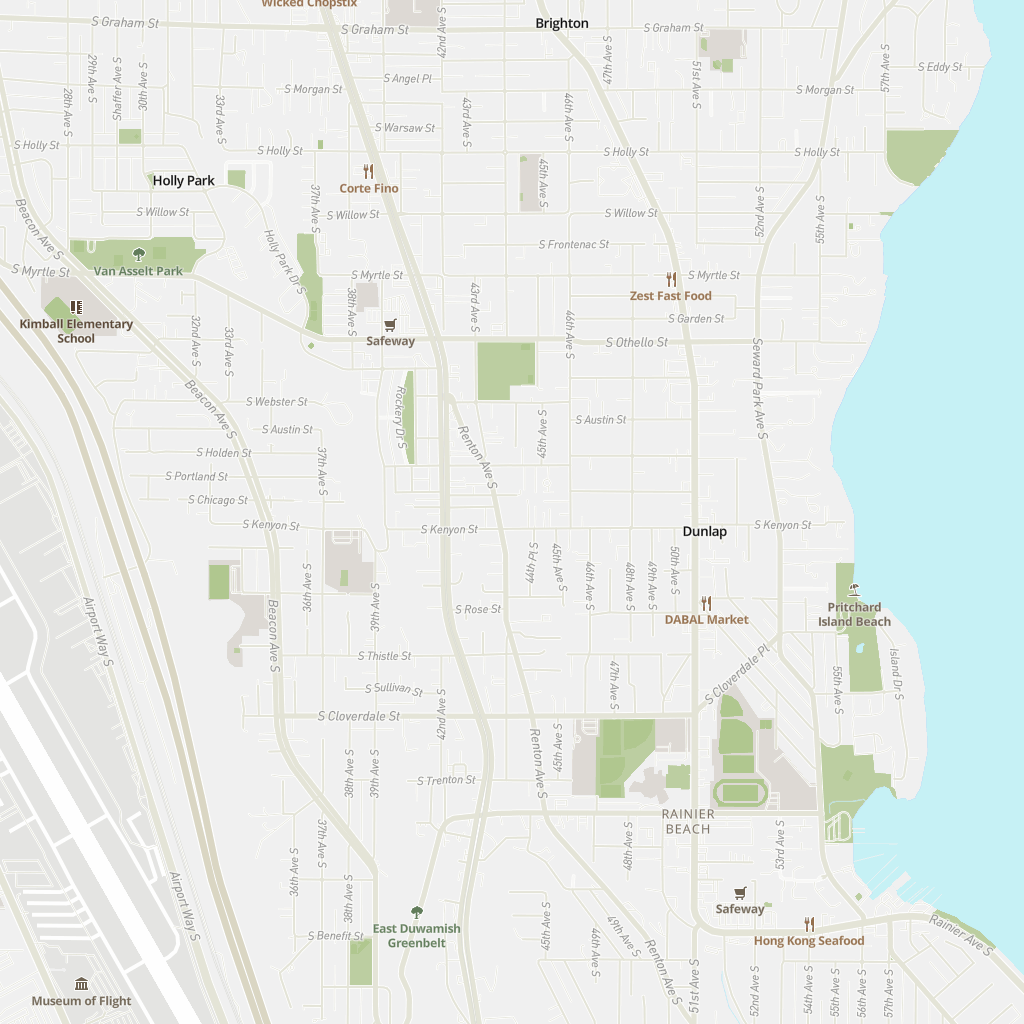 Wicked Chopstix
Brighton
S Graham St
S Graham St
S Graham St
42nd Ave S
47th Ave S
51st Ave S
57th Ave S
S Eddy St
29th Ave S
Shaffer Ave S
30th Ave S
28th Ave S
33rd Ave S
S Angel Pl
S Morgan St
S Morgan St
43rd Ave S
46th Ave S
S Warsaw St
S Holly St
S Holly St
S Holly St
S Holly St
Holly Park
Corte Fino
45th Ave S
37th Ave S
S Willow St
S Willow St
S Willow St
52nd Ave S
55th Ave S
Beacon Ave S
Holly Park Dr S
S Frontenac St
Van Asselt Park
S Myrtle St
S Myrtle St
S Myrtle St
Zest Fast Food
38th Ave S
43rd Ave S
46th Ave S
S Garden St
Kimball Elementary
School
32nd Ave S
33rd Ave S
Safeway
S Othello St
Seward Park Ave S
Beacon Ave S
S Webster St
Rockery Dr S
S Austin St
S Austin St
45th Ave S
Renton Ave S
S Holden St
37th Ave S
S Portland St
S Chicago St
S Kenyon St
S Kenyon St
S Kenyon St
Dunlap
44th Pl S
45th Ave S
46th Ave S
48th Ave S
49th Ave S
50th Ave S
36th Ave S
39th Ave S
Beacon Ave S
Airport Way S
S Rose St
DABAL Market
Pritchard
Island Beach
S Thistle St
Island Dr S
55th Ave S
47th Ave S
S Cloverdale Pl
S Sullivan St
42nd Ave S
S Cloverdale St
38th Ave S
39th Ave S
Renton Ave S
45th Ave S
S Trenton St
RAINIER
BEACH
37th Ave S
36th Ave S
38th Ave S
48th Ave S
53rd Ave S
Airport Way S
Safeway
East Duwamish
Greenbelt
S Benefit St
45th Ave S
46th Ave S
49th Ave S
Renton Ave S
51st Ave S
Hong Kong Seafood
Rainier Ave S
Museum of Flight
52nd Ave S
54th Ave S
55th Ave S
56th Ave S
57th Ave S